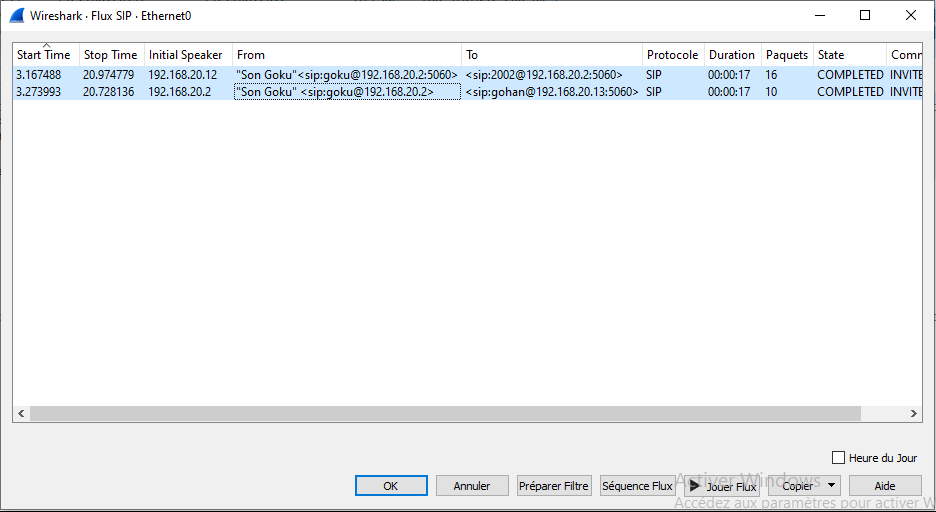 Wireshark · Flux SIP · Ethernet0
Start Time Stop Time Initial Speaker From To Protocole Duration Paquets State Comm
3.167488 20.974779 192.168.20.12 "Son Goku"<sip:goku@192.168.20.2:5060> <sip:2002@192.168.20.2:5060> SIP 00:00:17 16 COMPLETED INVITE
3.273993 20.728136 192.168.20.2 "Son Goku" <sip:goku@192.168.20.2> <sip:gohan@192.168.20.13:5060> SIP 00:00:17 10 COMPLETED INVITE
Heure du Jour
OK Annuler Préparer Filtre Séquence Flux Jouer Flux Copier Aide
Activer Windows
Accédez aux paramètres pour activer W